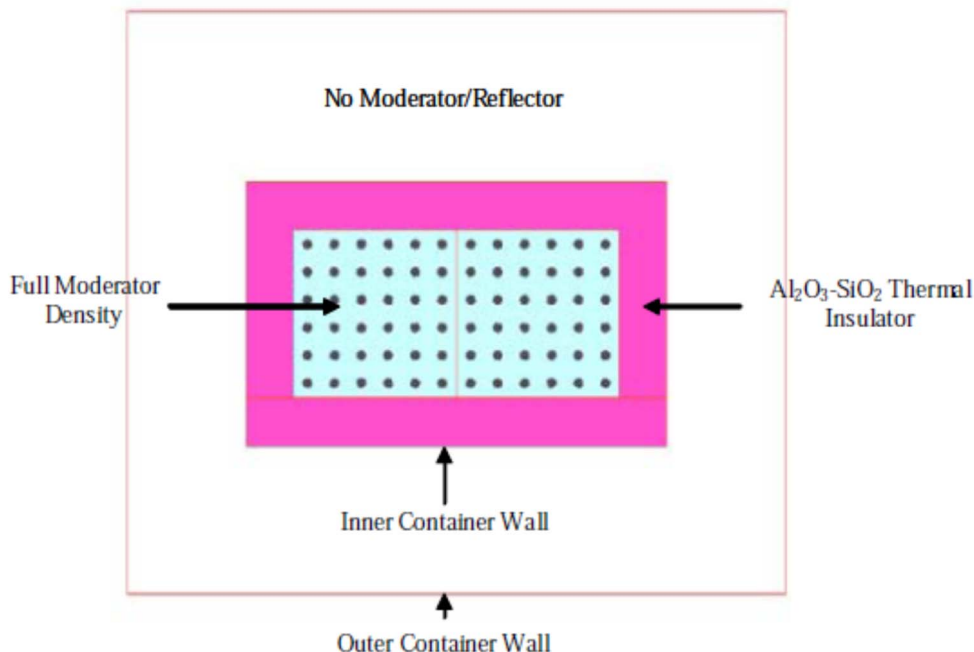 No Moderator/Reflector
Full Moderator
Density
Al₂O₃-SiO₂ Thermal
Insulator
Inner Container Wall
Outer Container Wall